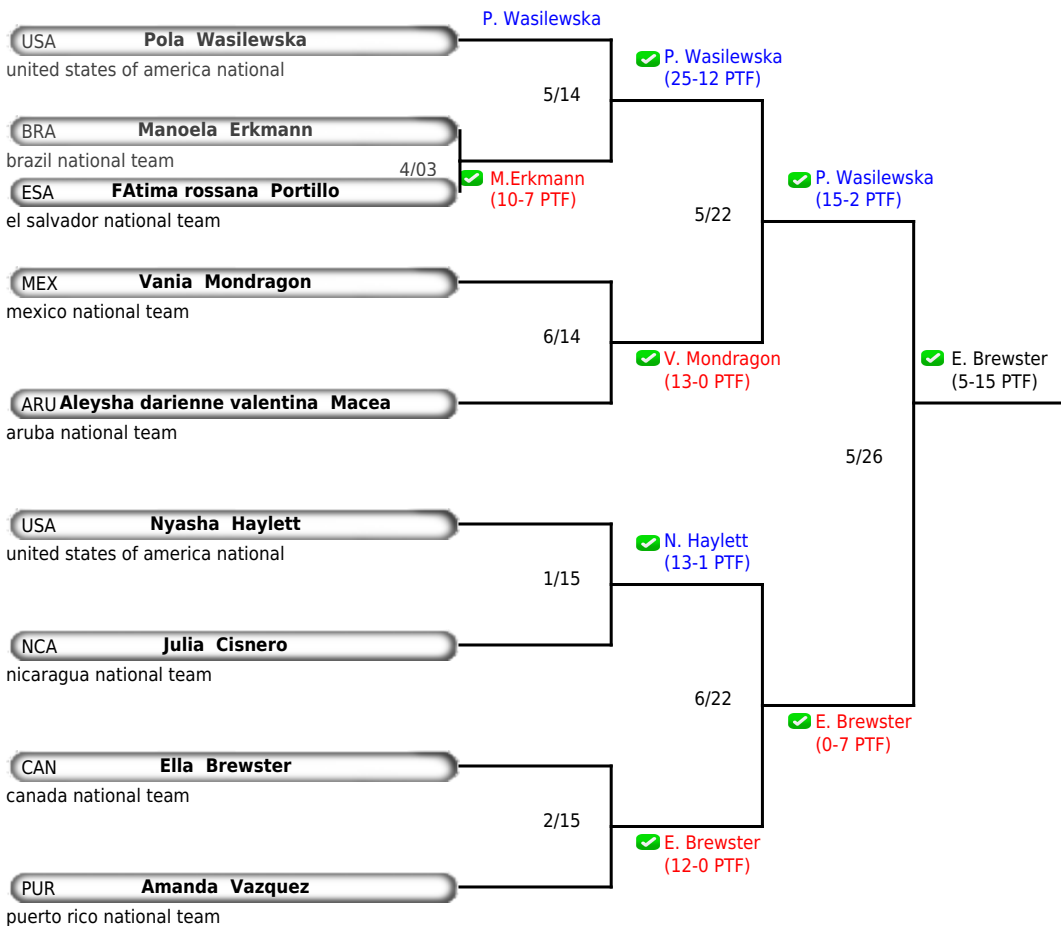 P. Wasilewska
USA Pola Wasilewska
united states of america national
P. Wasilewska
(25-12 PTF)
5/14
BRA Manoela Erkmann
brazil national team
4/03
M.Erkmann
(10-7 PTF)
ESA FAtima rossana Portillo
el salvador national team
P. Wasilewska
(15-2 PTF)
5/22
MEX Vania Mondragon
mexico national team
6/14
V. Mondragon
(13-0 PTF)
E. Brewster
(5-15 PTF)
ARU Aleysha darienne valentina Macea
aruba national team
5/26
USA Nyasha Haylett
united states of america national
N. Haylett
(13-1 PTF)
1/15
NCA Julia Cisnero
nicaragua national team
6/22
E. Brewster
(0-7 PTF)
CAN Ella Brewster
canada national team
2/15
E. Brewster
(12-0 PTF)
PUR Amanda Vazquez
puerto rico national team